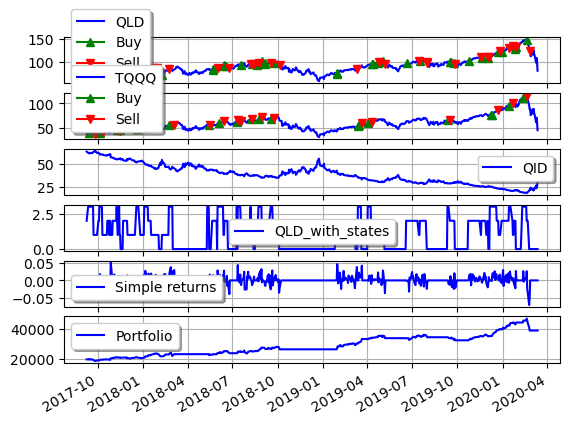 QLD
Buy
Sell
150
100
TQQQ
Buy
Sell
100
50
QID
50
25
QLD_with_states
2.5
0.0
Simple returns
0.05
0.00
−0.05
Portfolio
40000
20000
2017-10
2018-01
2018-04
2018-07
2018-10
2019-01
2019-04
2019-07
2019-10
2020-01
2020-04